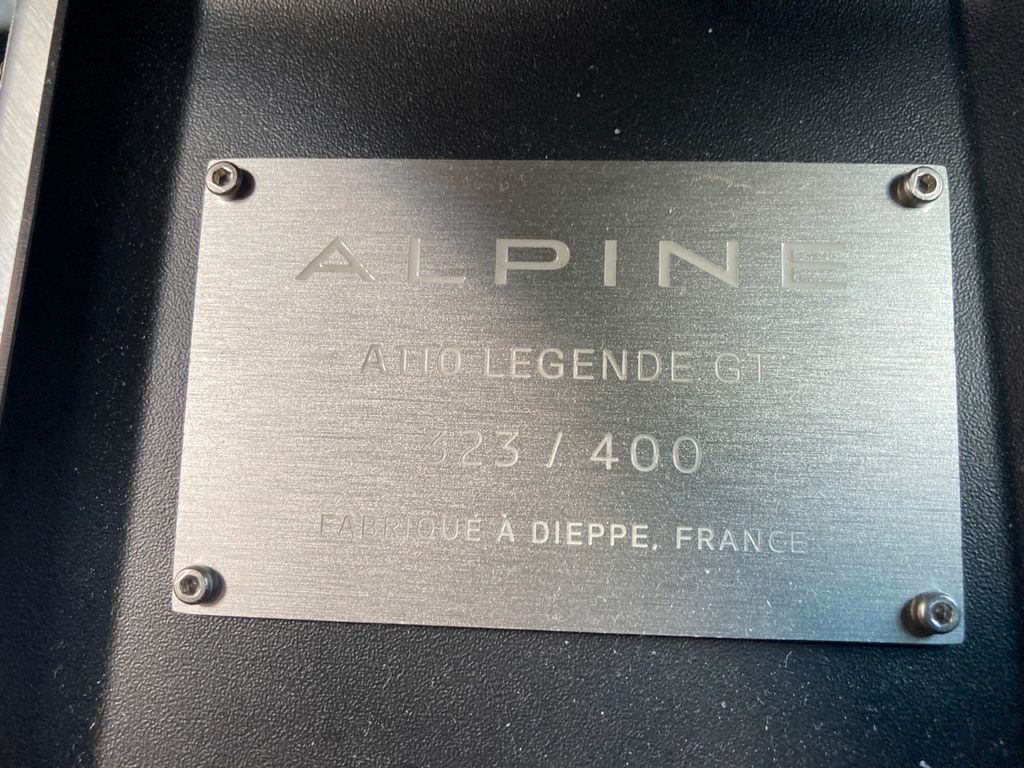 ALPINE
A110 LEGENDE GT
323 / 400
FABRIQUÉ À DIEPPE, FRANCE